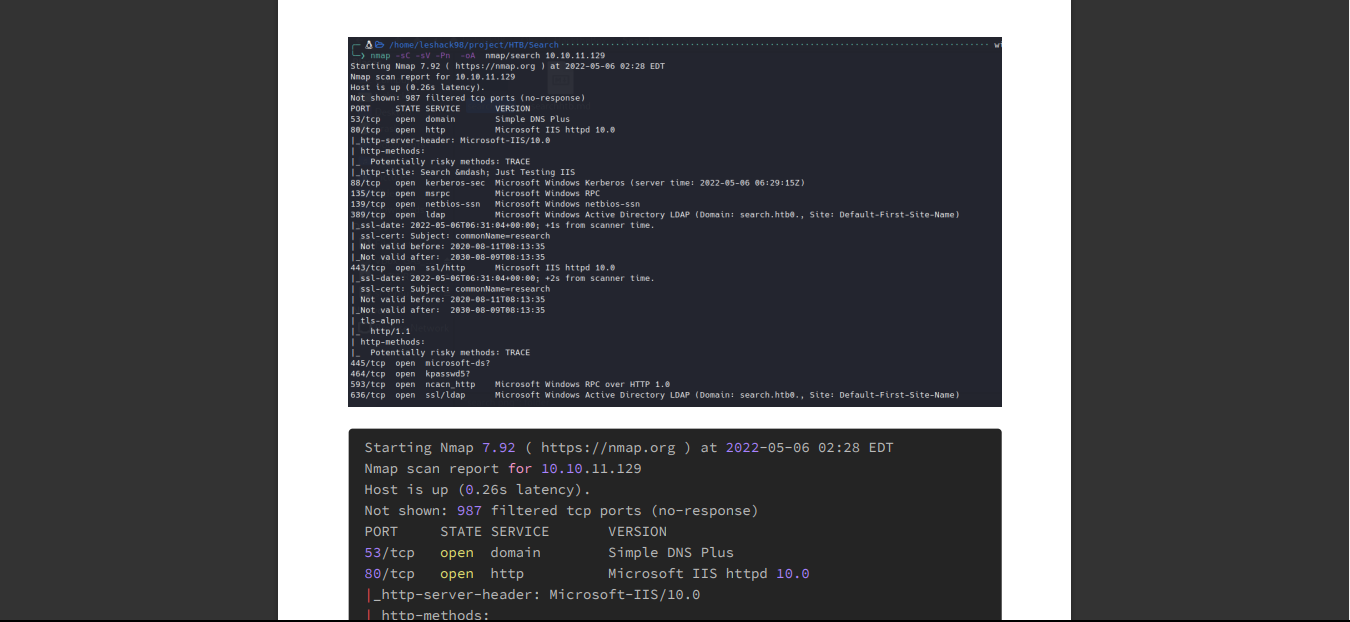 /home/leshack98/project/HTB/Search
nmap -sC -sV -Pn -oA nmap/search 10.10.11.129
Starting Nmap 7.92 ( https://nmap.org ) at 2022-05-06 02:28 EDT
Nmap scan report for 10.10.11.129
Host is up (0.26s latency).
Not shown: 987 filtered tcp ports (no-response)
PORT STATE SERVICE VERSION
53/tcp open domain Simple DNS Plus
80/tcp open http Microsoft IIS httpd 10.0
|_http-server-header: Microsoft-IIS/10.0
| http-methods:
|_ Potentially risky methods: TRACE
|_http-title: Search &mdash; Just Testing IIS
88/tcp open kerberos-sec Microsoft Windows Kerberos (server time: 2022-05-06 06:29:15Z)
135/tcp open msrpc Microsoft Windows RPC
139/tcp open netbios-ssn Microsoft Windows netbios-ssn
389/tcp open ldap Microsoft Windows Active Directory LDAP (Domain: search.htb0., Site: Default-First-Site-Name)
|_ssl-date: 2022-05-06T06:31:04+00:00; +1s from scanner time.
| ssl-cert: Subject: commonName=research
| Not valid before: 2020-08-11T08:13:35
|_Not valid after: 2030-08-09T08:13:35
443/tcp open ssl/http Microsoft IIS httpd 10.0
|_ssl-date: 2022-05-06T06:31:04+00:00; +2s from scanner time.
| ssl-cert: Subject: commonName=research
| Not valid before: 2020-08-11T08:13:35
|_Not valid after: 2030-08-09T08:13:35
| tls-alpn:
|_ http/1.1
| http-methods:
|_ Potentially risky methods: TRACE
445/tcp open microsoft-ds?
464/tcp open kpasswd5?
593/tcp open ncacn_http Microsoft Windows RPC over HTTP 1.0
636/tcp open ssl/ldap Microsoft Windows Active Directory LDAP (Domain: search.htb0., Site: Default-First-Site-Name)
Starting Nmap 7.92 ( https://nmap.org ) at 2022-05-06 02:28 EDT
Nmap scan report for 10.10.11.129
Host is up (0.26s latency).
Not shown: 987 filtered tcp ports (no-response)
PORT STATE SERVICE VERSION
53/tcp open domain Simple DNS Plus
80/tcp open http Microsoft IIS httpd 10.0
|_http-server-header: Microsoft-IIS/10.0
| http-methods: